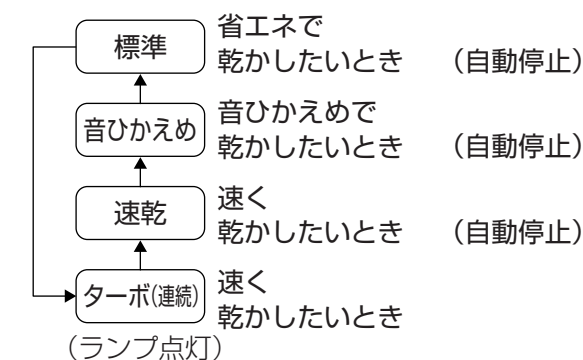 標準
省エネで
乾かしたいとき （自動停止）
音ひかえめ
音ひかえめで
乾かしたいとき （自動停止）
速乾
速く
乾かしたいとき （自動停止）
ターボ(連続)
速く
乾かしたいとき
（ランプ点灯）